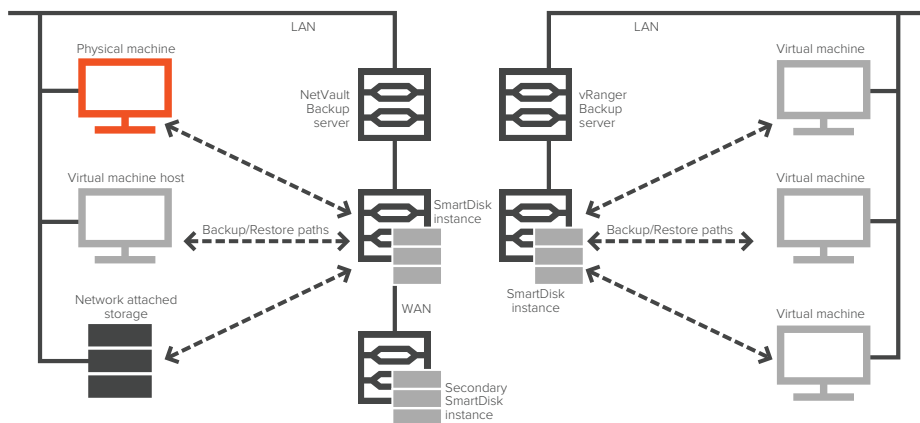 LAN
LAN
Physical machine
NetVault
Backup
server
vRanger
Backup
server
Virtual machine
Virtual machine host
SmartDisk
instance
Backup/Restore paths
Backup/Restore paths
Virtual machine
Network attached
storage
WAN
SmartDisk
instance
Virtual machine
Secondary
SmartDisk
instance